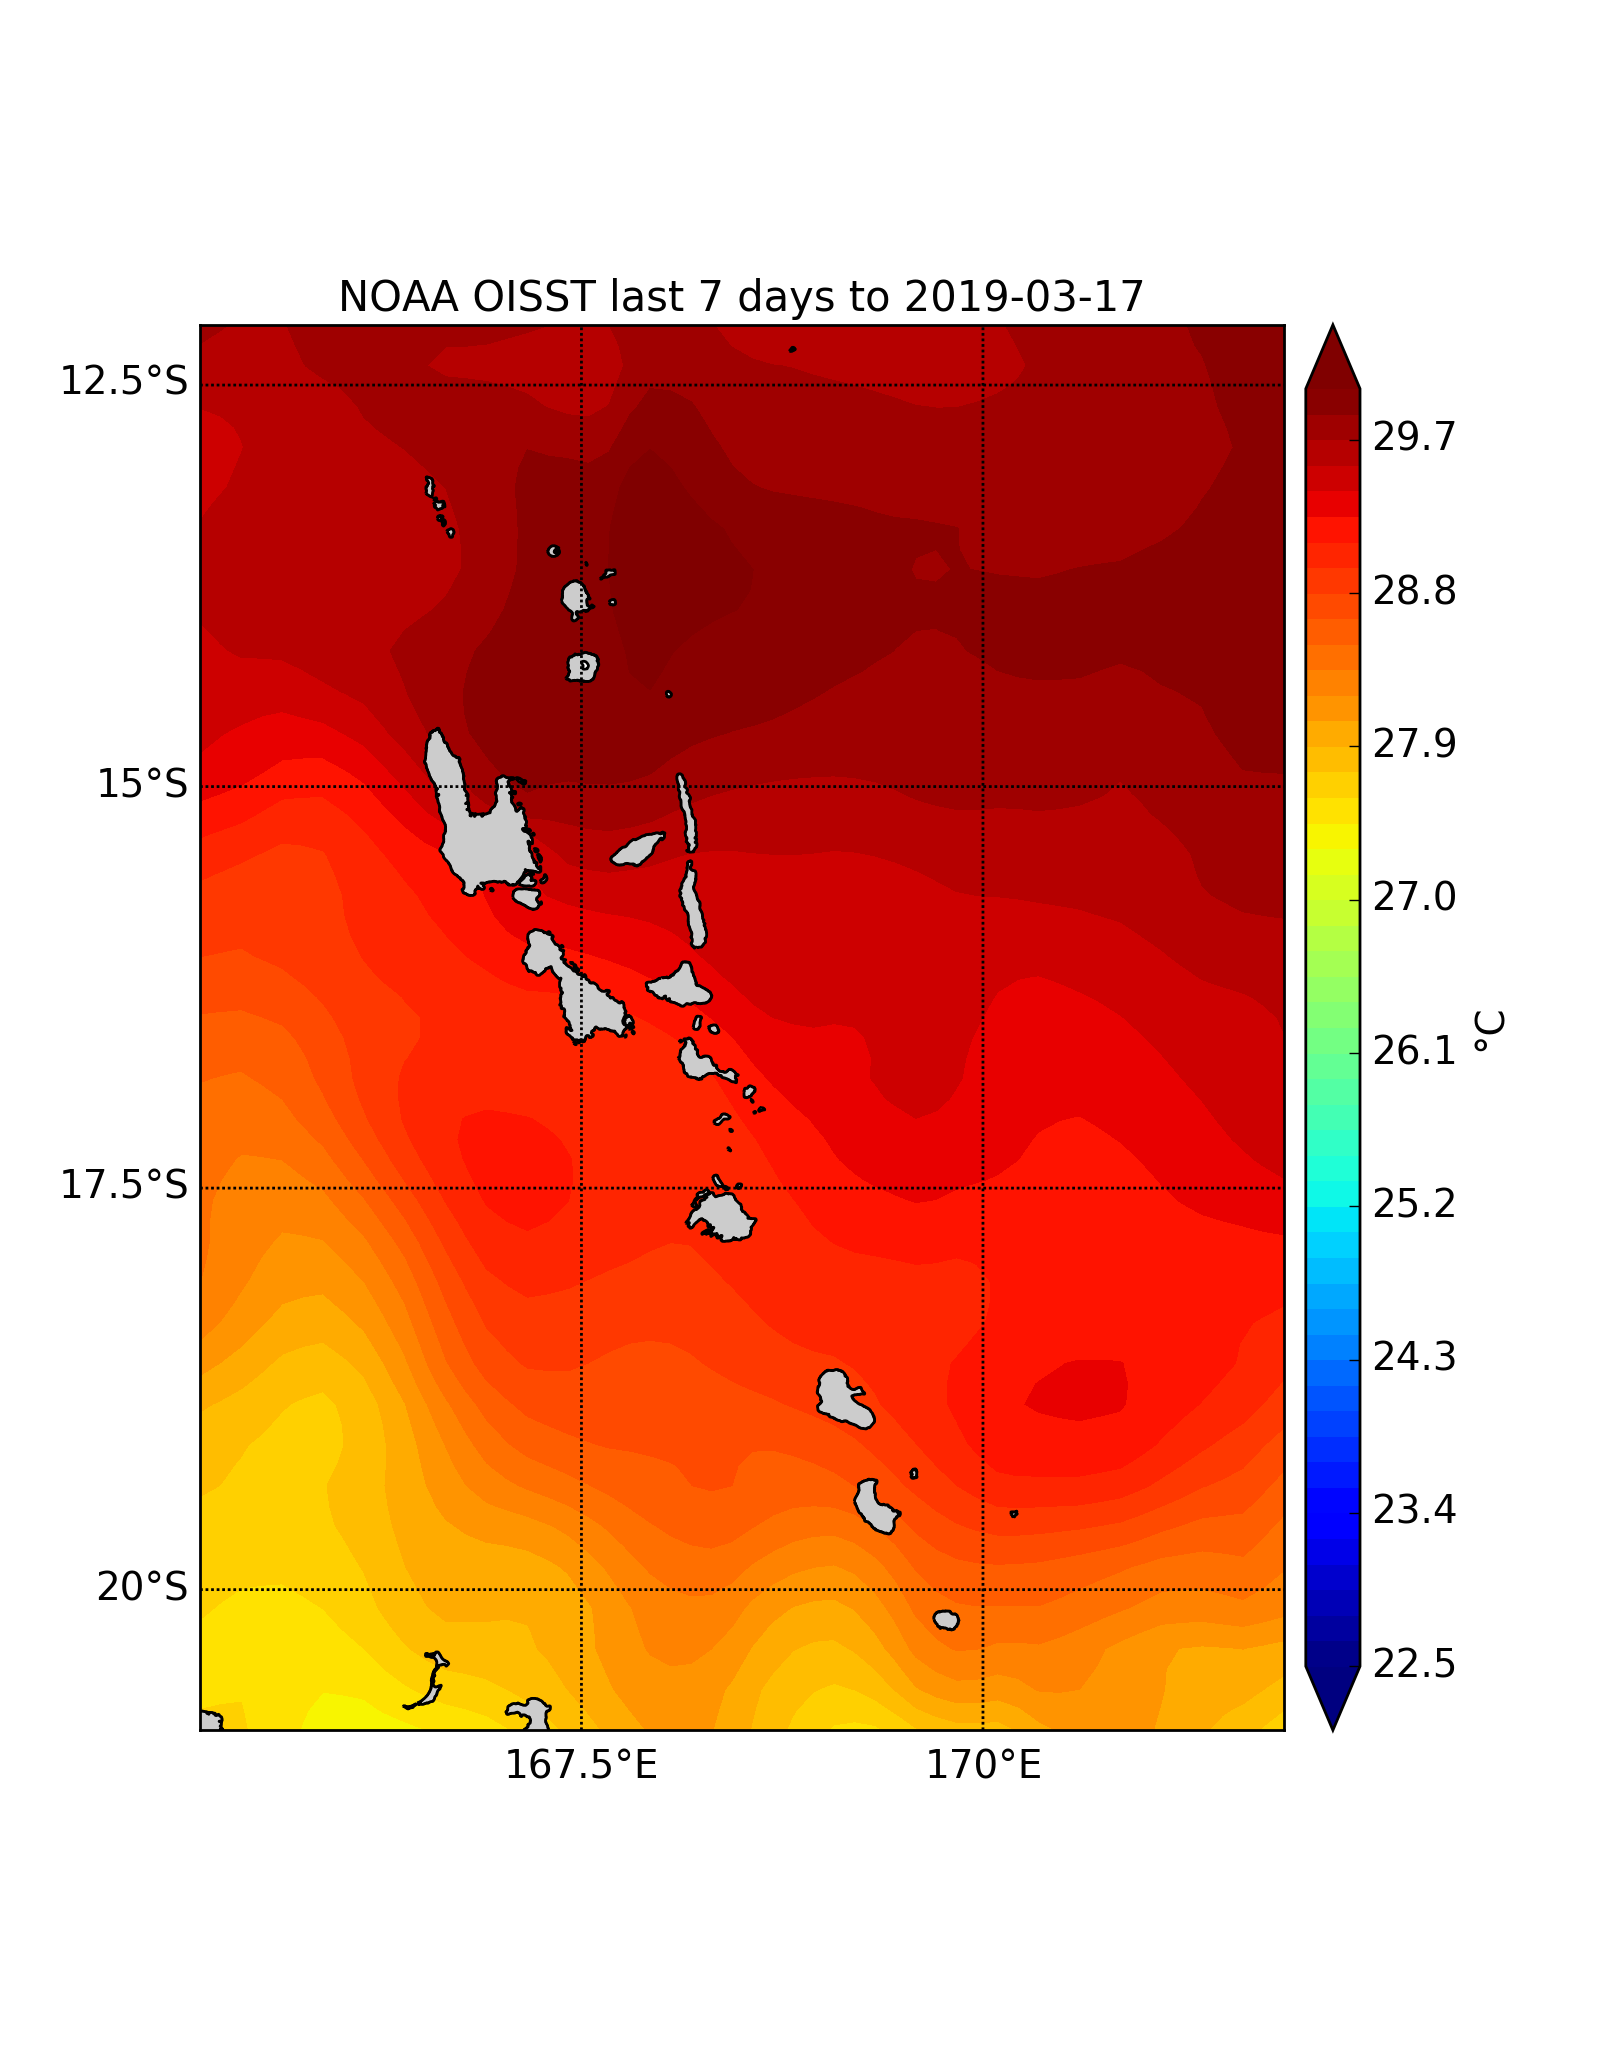 NOAA OISST last 7 days to 2019-03-17
12.5°S
15°S
17.5°S
20°S
167.5°E
170°E
29.7
28.8
27.9
27.0
26.1
25.2
24.3
23.4
22.5
°C